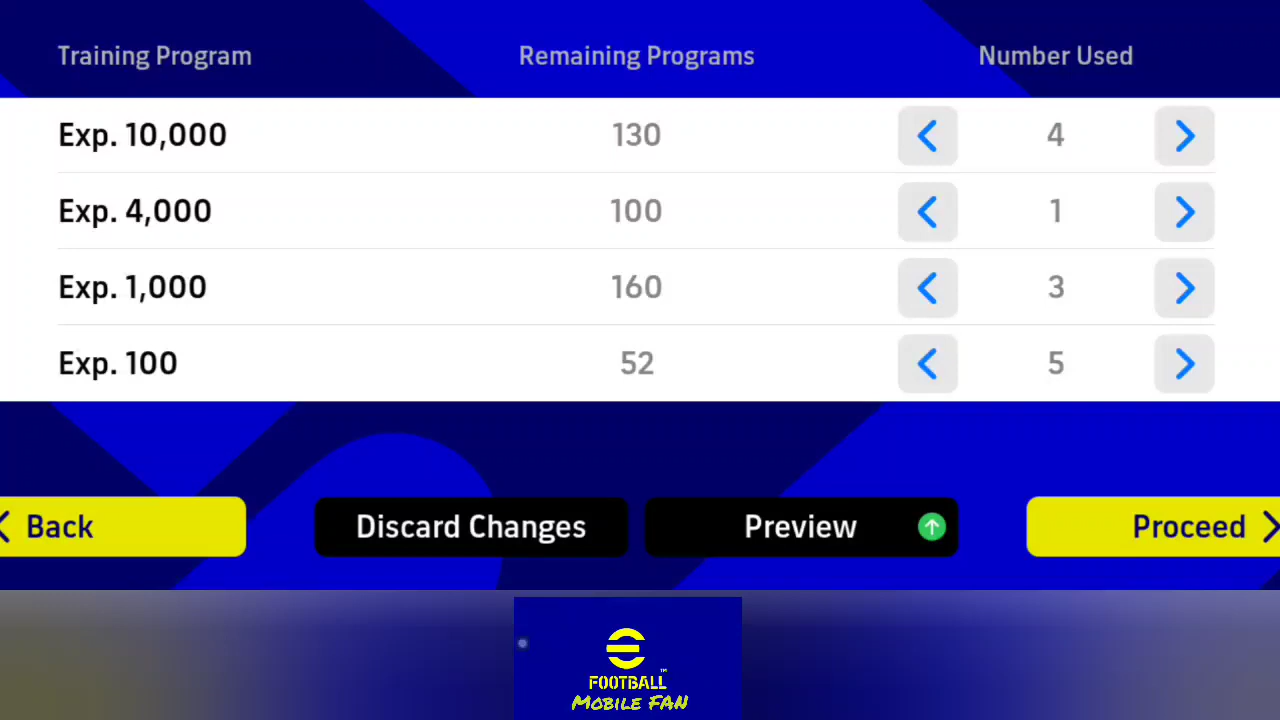 Training Program Remaining Programs Number Used
Exp. 10,000 130 4
Exp. 4,000 100 1
Exp. 1,000 160 3
Exp. 100 52 5
Back Discard Changes Preview Proceed
FOOTBALL™
MOBILE FAN